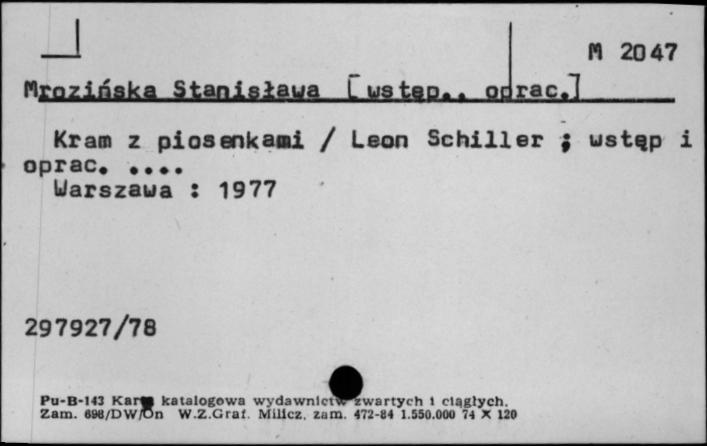 M 2047
Mrozińska Stanisława [wstęp., oprac.]
Kram z piosenkami / Leon Schiller ; wstęp i
oprac. ....
Warszawa : 1977
297927/78
Pu-B-143 Karta katalogowa wydawnictw zwartych i ciągłych.
Zam. 698/DW/Dn W.Z.Graf. Milicz, zam. 472-84 1.550.000 74 X 120